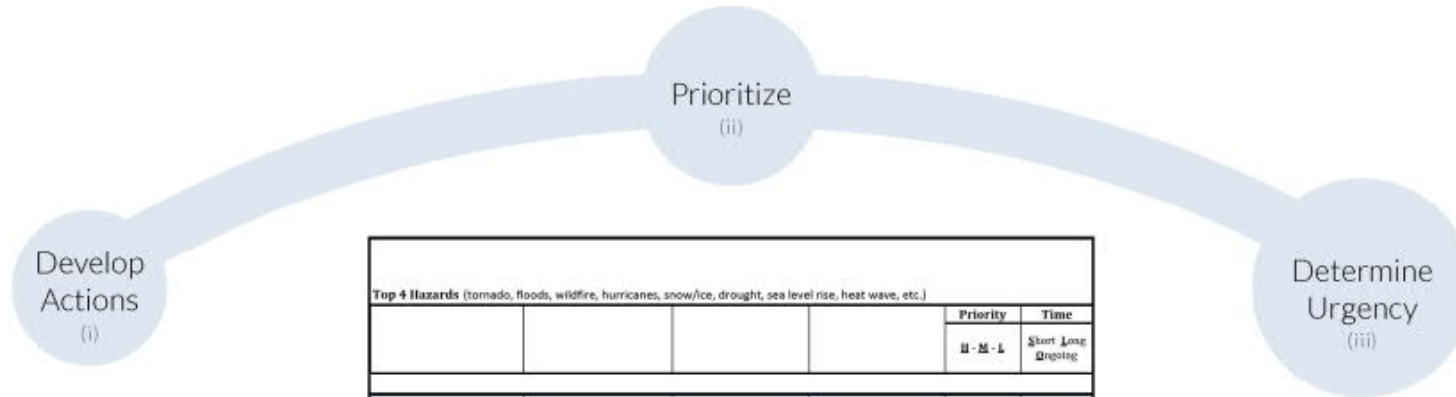 Prioritize
(ii)
Develop
Actions
(i)
Determine
Urgency
(iii)
Top 4 Hazards (tornado, floods, wildfire, hurricanes, snow/ice, drought, sea level rise, heat wave, etc.)
Priority Time
H - M - L
Short Long
Ongoing